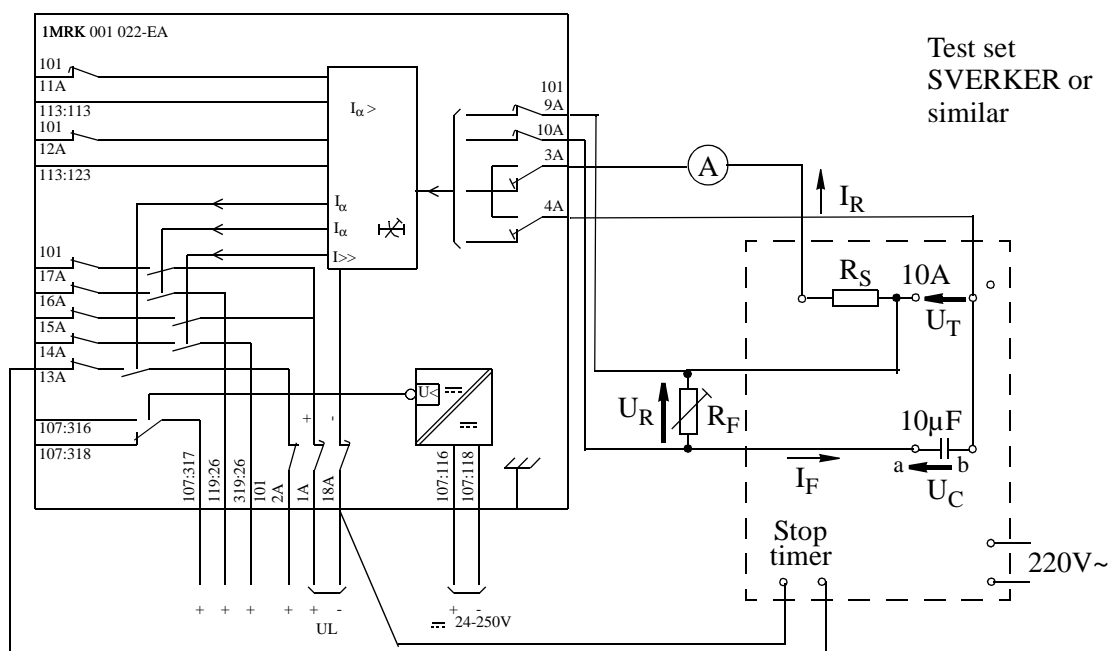 1MRK 001 022-EA
Test set
SVERKER or
similar
101
11A
113:113
101
12A
113:123
Iα >
101
9A
10A
3A
4A
A
IR
Iα
Iα
I>>
101
17A
16A
15A
14A
13A
RS
10A
UT
U<
UR
RF
10µF
a
b
IF
UC
+
-
107:316
107:318
107:317
119:26
319:26
101
2A
1A
18A
107:116
107:118
Stop
timer
220V~
+
+
+
+
+
-
UL
+
-
24-250V